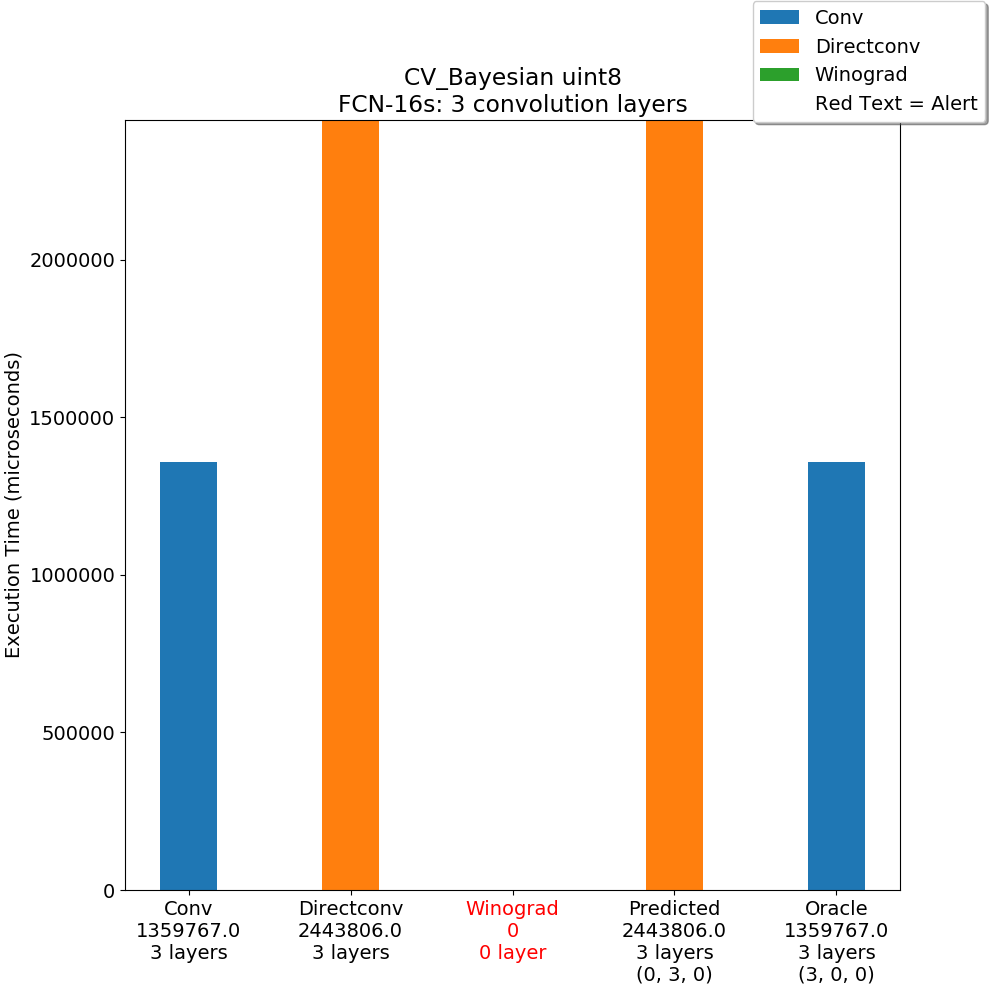 Conv
Directconv
Winograd
Red Text = Alert
CV_Bayesian uint8
FCN-16s: 3 convolution layers
Execution Time (microseconds)
2000000
1500000
1000000
500000
0
Conv
1359767.0
3 layers
Directconv
2443806.0
3 layers
Winograd
0
0 layer
Predicted
2443806.0
3 layers
(0, 3, 0)
Oracle
1359767.0
3 layers
(3, 0, 0)